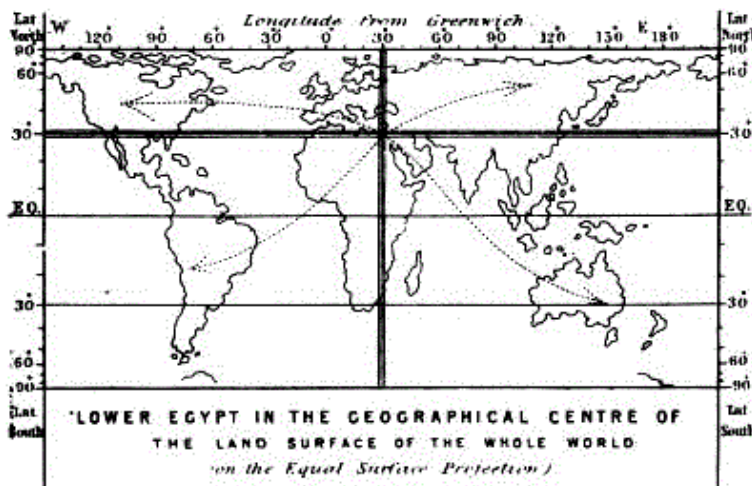 Longitude from Greenwich.
Lat North W 120° 90° 60° 30° 0 30° 60° 90° 120° 150° E 180° Lat North
90° 90°
60° 60°
30° 30°
EQ. EQ.
30° 30°
60° 60°
90° 90°
Lat South Lat South
LOWER EGYPT IN THE GEOGRAPHICAL CENTRE OF
THE LAND SURFACE OF THE WHOLE WORLD
(on the Equal Surface Projection)